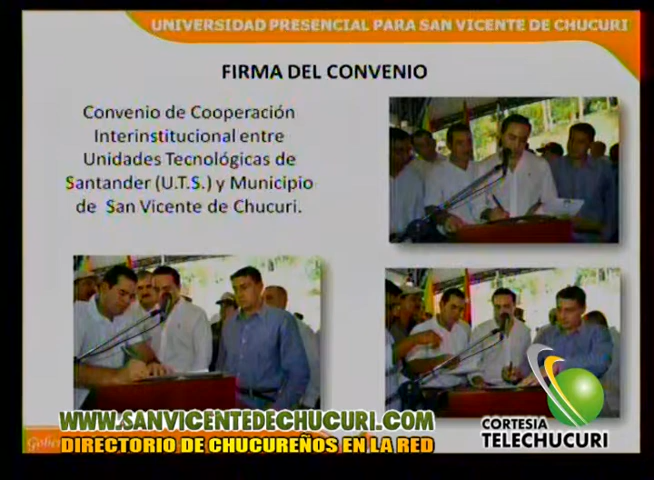 UNIVERSIDAD PRESENCIAL PARA SAN VICENTE DE CHUCURI
FIRMA DEL CONVENIO
Convenio de Cooperación
Interinstitucional entre
Unidades Tecnológicas de
Santander (U.T.S.) y Municipio
de San Vicente de Chucuri.
WWW.SANVICENTEDECHUCURI.COM
DIRECTORIO DE CHUCUREÑOS EN LA RED
CORTESIA
TELECHUCURI